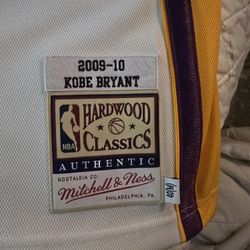 2009-10
KOBE BRYANT
HARDWOOD
NBA
CLASSICS
AUTHENTIC
NOSTALGIA CO.
Mitchell & Ness
PHILADELPHIA, PA.